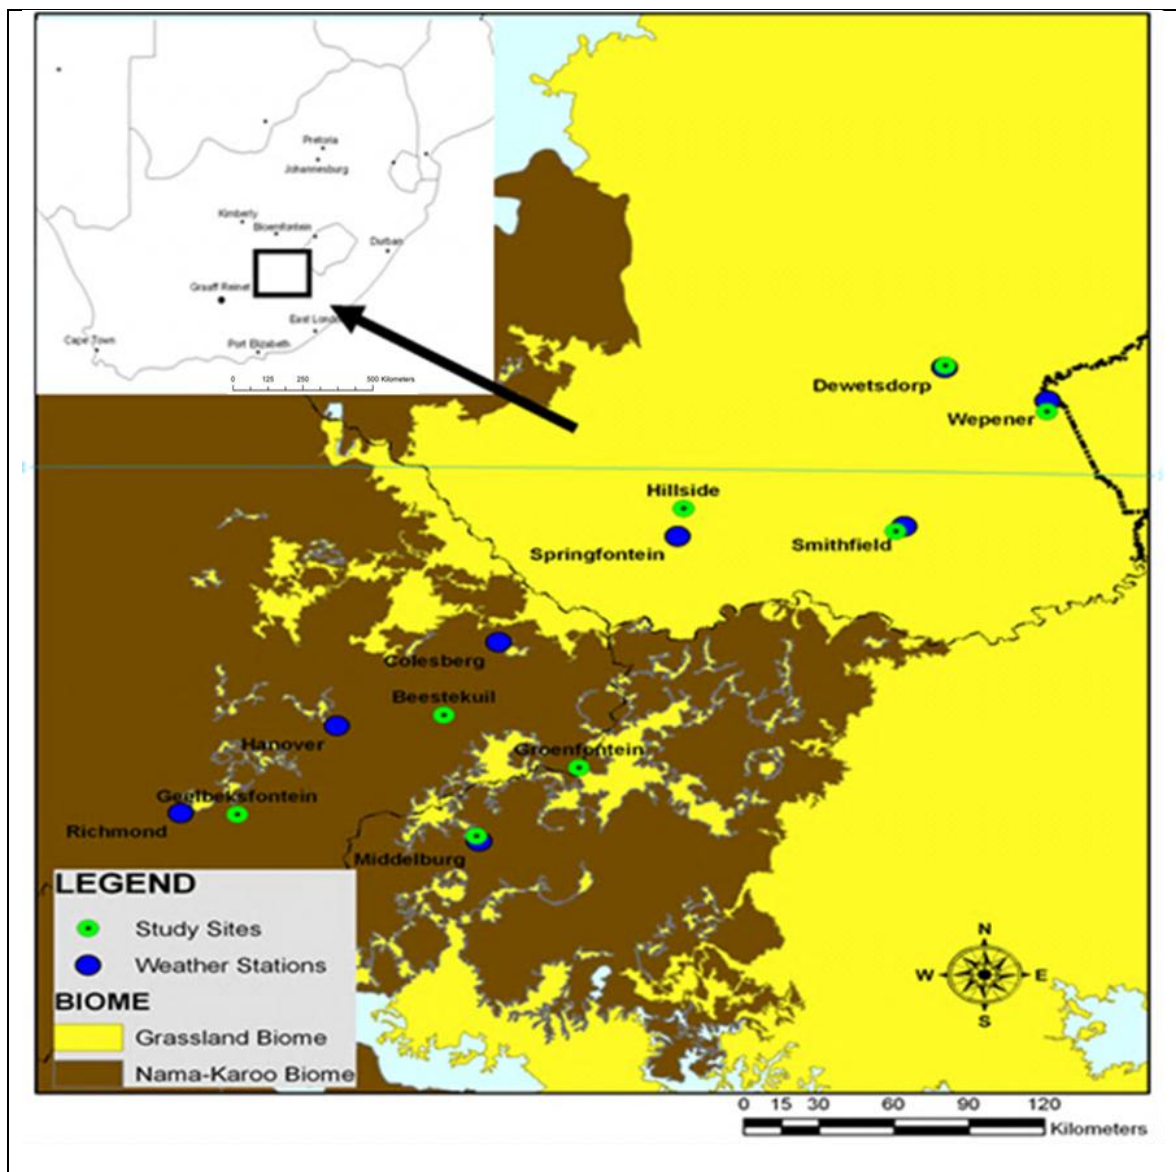 Pretoria
Johannesburg
Kimberly
Bloemfontein
Durban
Graaff Reinet
East London
Cape Town
Port Elizabeth
0 125 250 500 Kilometers
Dewetsdorp
Wepener
Hillside
Springfontein
Smithfield
Colesberg
Beestekuil
Hanover
Groenfontein
Geelbeksfontein
Richmond
Middelburg
LEGEND
Study Sites
Weather Stations
BIOME
Grassland Biome
Nama-Karoo Biome
N
W E
S
0 15 30 60 90 120
Kilometers